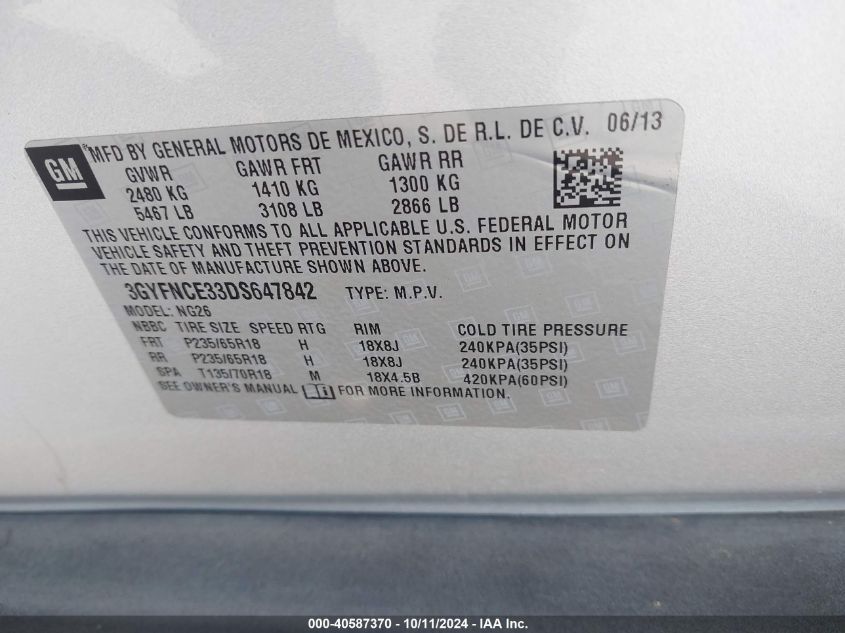 GM
® MFD BY GENERAL MOTORS DE MEXICO, S. DE R.L. DE C.V. 06/13
GVWR GAWR FRT GAWR RR
2480 KG 1410 KG 1300 KG
5467 LB 3108 LB 2866 LB
THIS VEHICLE CONFORMS TO ALL APPLICABLE U.S. FEDERAL MOTOR
VEHICLE SAFETY AND THEFT PREVENTION STANDARDS IN EFFECT ON
THE DATE OF MANUFACTURE SHOWN ABOVE.
3GYFNCE33DS647842 TYPE: M.P.V.
MODEL: NG26
NBBC TIRE SIZE SPEED RTG RIM COLD TIRE PRESSURE
FRT P235/65R18 H 18X8J 240KPA(35PSI)
RR P235/65R18 H 18X8J 240KPA(35PSI)
SPA T135/70R18 M 18X4.5B 420KPA(60PSI)
SEE OWNER'S MANUAL FOR MORE INFORMATION.
000-40587370 - 10/11/2024 - IAA Inc.